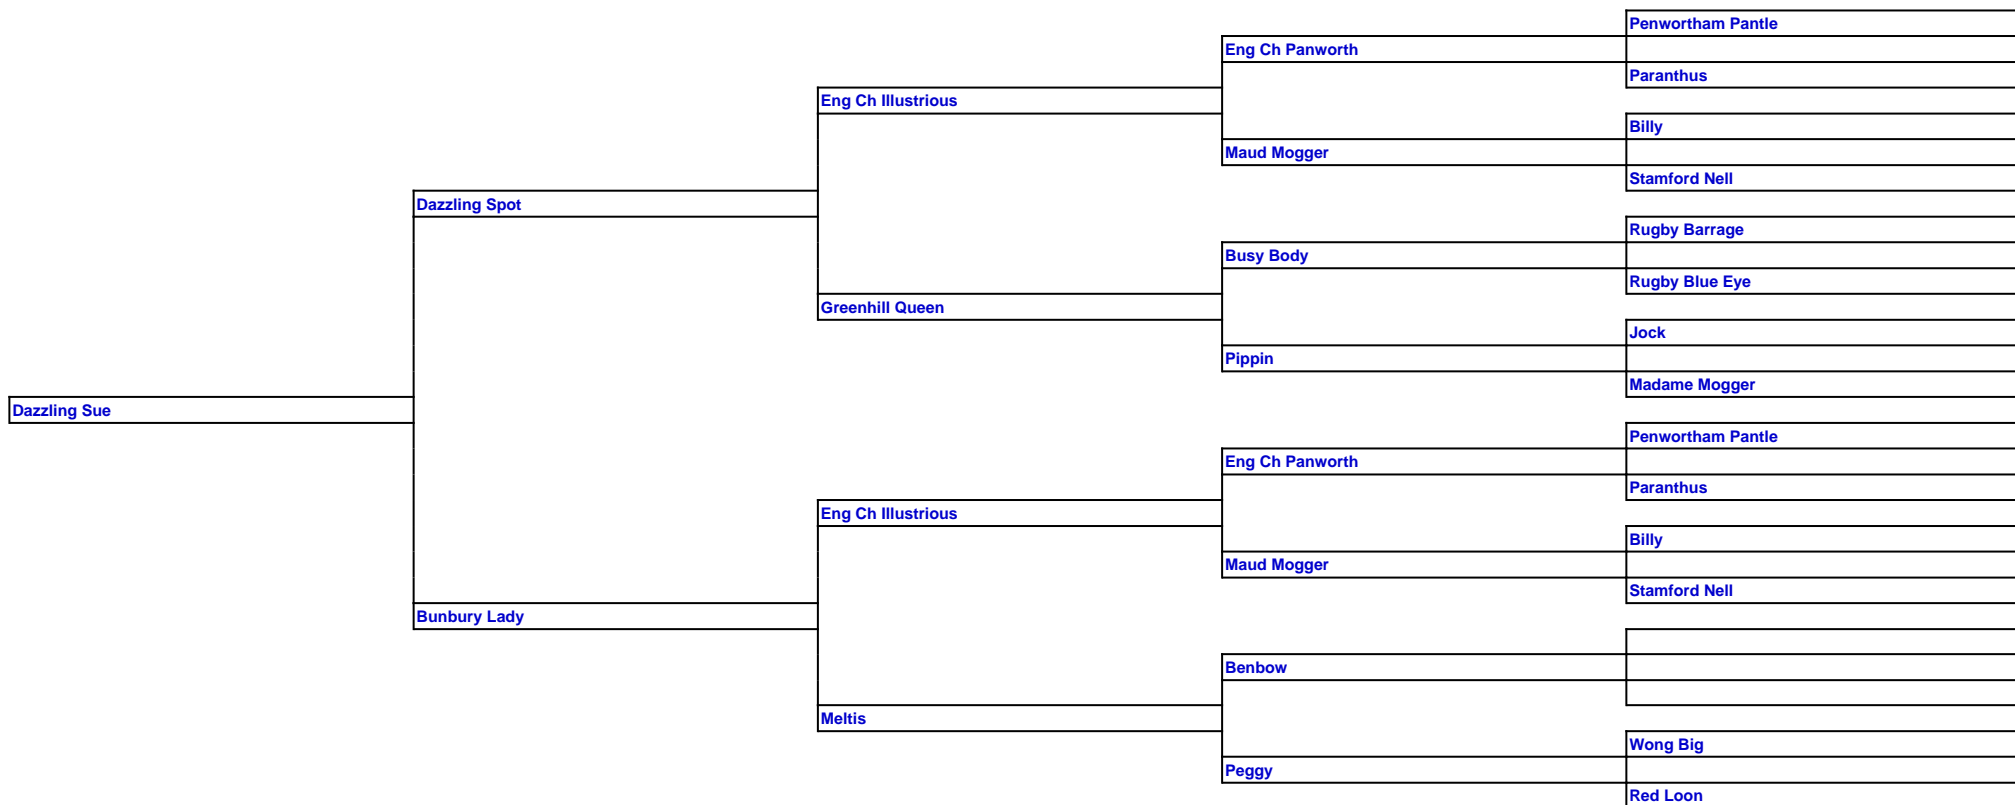 Penwortham Pantle
Eng Ch Panworth
Paranthus
Eng Ch Illustrious
Billy
Maud Mogger
Stamford Nell
Dazzling Spot
Rugby Barrage
Busy Body
Rugby Blue Eye
Greenhill Queen
Jock
Pippin
Madame Mogger
Dazzling Sue
Penwortham Pantle
Eng Ch Panworth
Paranthus
Eng Ch Illustrious
Billy
Maud Mogger
Stamford Nell
Bunbury Lady
Benbow
Meltis
Wong Big
Peggy
Red Loon